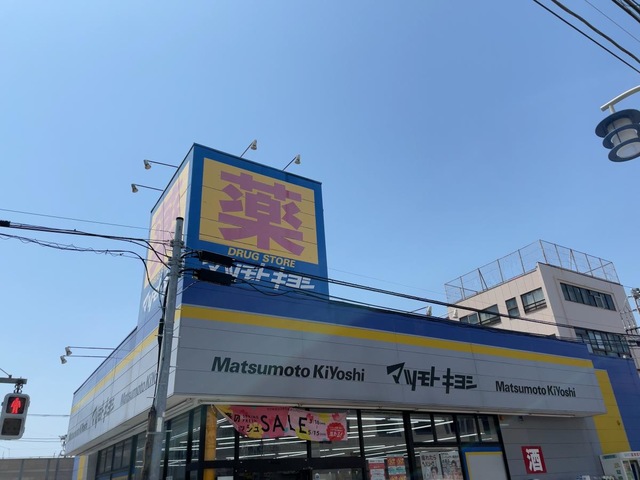 薬
DRUG STORE
マツモトキヨシ
Matsumoto KiYoshi
マツモトキヨシ
Matsumoto KiYoshi
SALE
酒